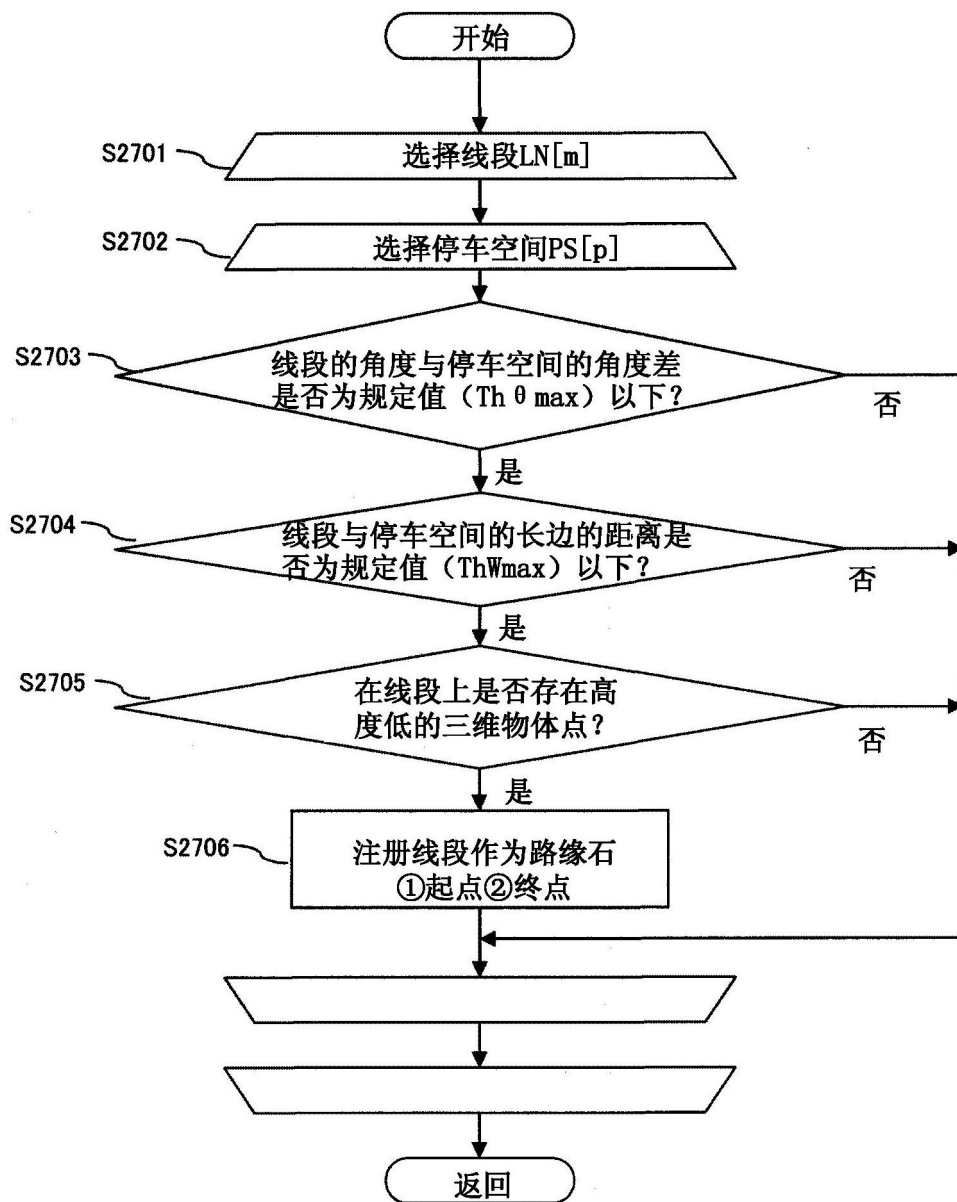 开始
S2701
选择线段LN[m]
S2702
选择停车空间PS[p]
S2703
线段的角度与停车空间的角度差
是否为规定值（Thθmax）以下？
否
是
S2704
线段与停车空间的长边的距离是
否为规定值（ThWmax）以下？
否
是
S2705
在线段上是否存在高
度低的三维物体点？
否
是
S2706
注册线段作为路缘石
①起点②终点
返回